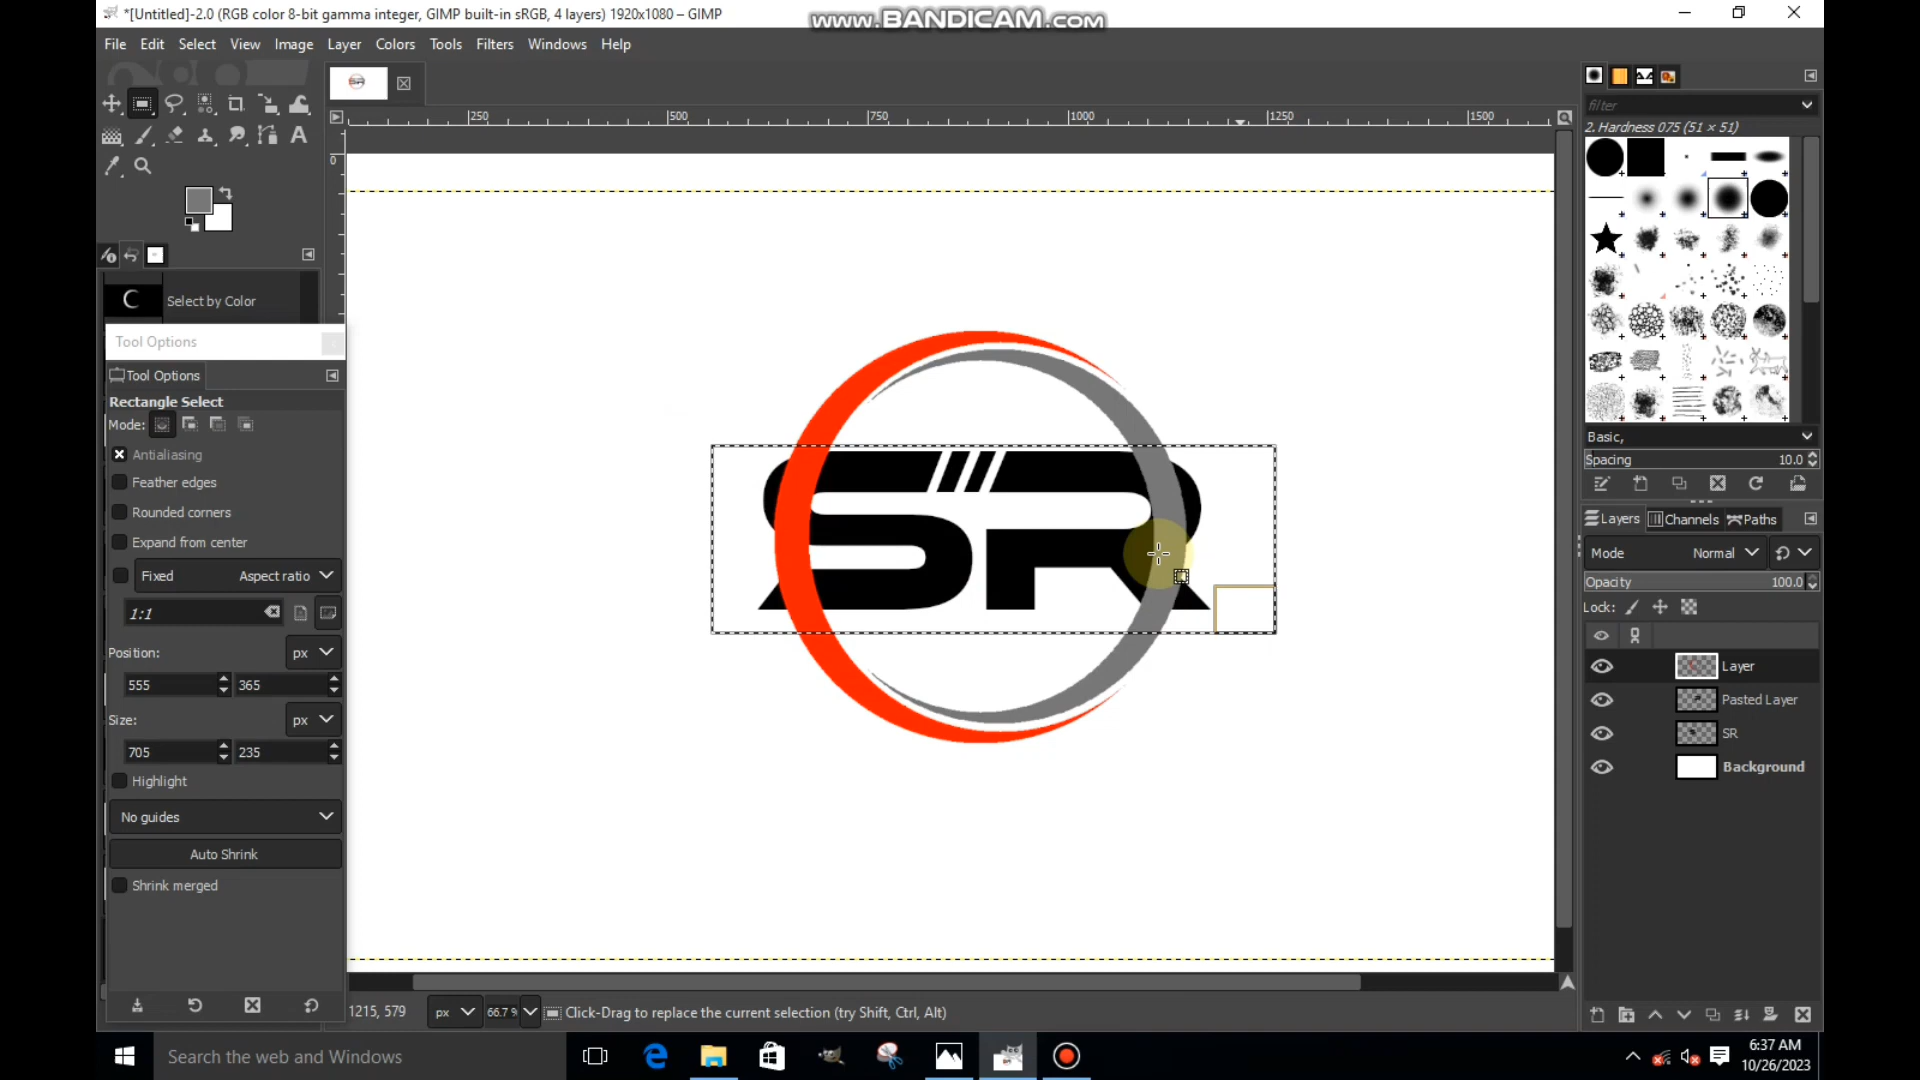 *[Untitled]-2.0 (RGB color 8-bit gamma integer, GIMP built-in sRGB, 4 layers) 1920x1080 – GIMP
www.BANDICAM.com
File Edit Select View Image Layer Colors Tools Filters Windows Help
250 500 750 1000 1250 1500
0
filter
2. Hardness 075 (51 × 51)
C Select by Color
Tool Options
Tool Options
Rectangle Select
Mode:
Antialiasing
Feather edges
Rounded corners
Expand from center
Fixed Aspect ratio
1:1
Position: px
555 365
Size: px
705 235
Highlight
No guides
Auto Shrink
Shrink merged
SR
Basic,
Spacing 10.0
Layers Channels Paths
Mode Normal
Opacity 100.0
Lock:
Layer
Pasted Layer
SR
Background
1215, 579 px 66.7 % Click-Drag to replace the current selection (try Shift, Ctrl, Alt)
Search the web and Windows
6:37 AM
10/26/2023